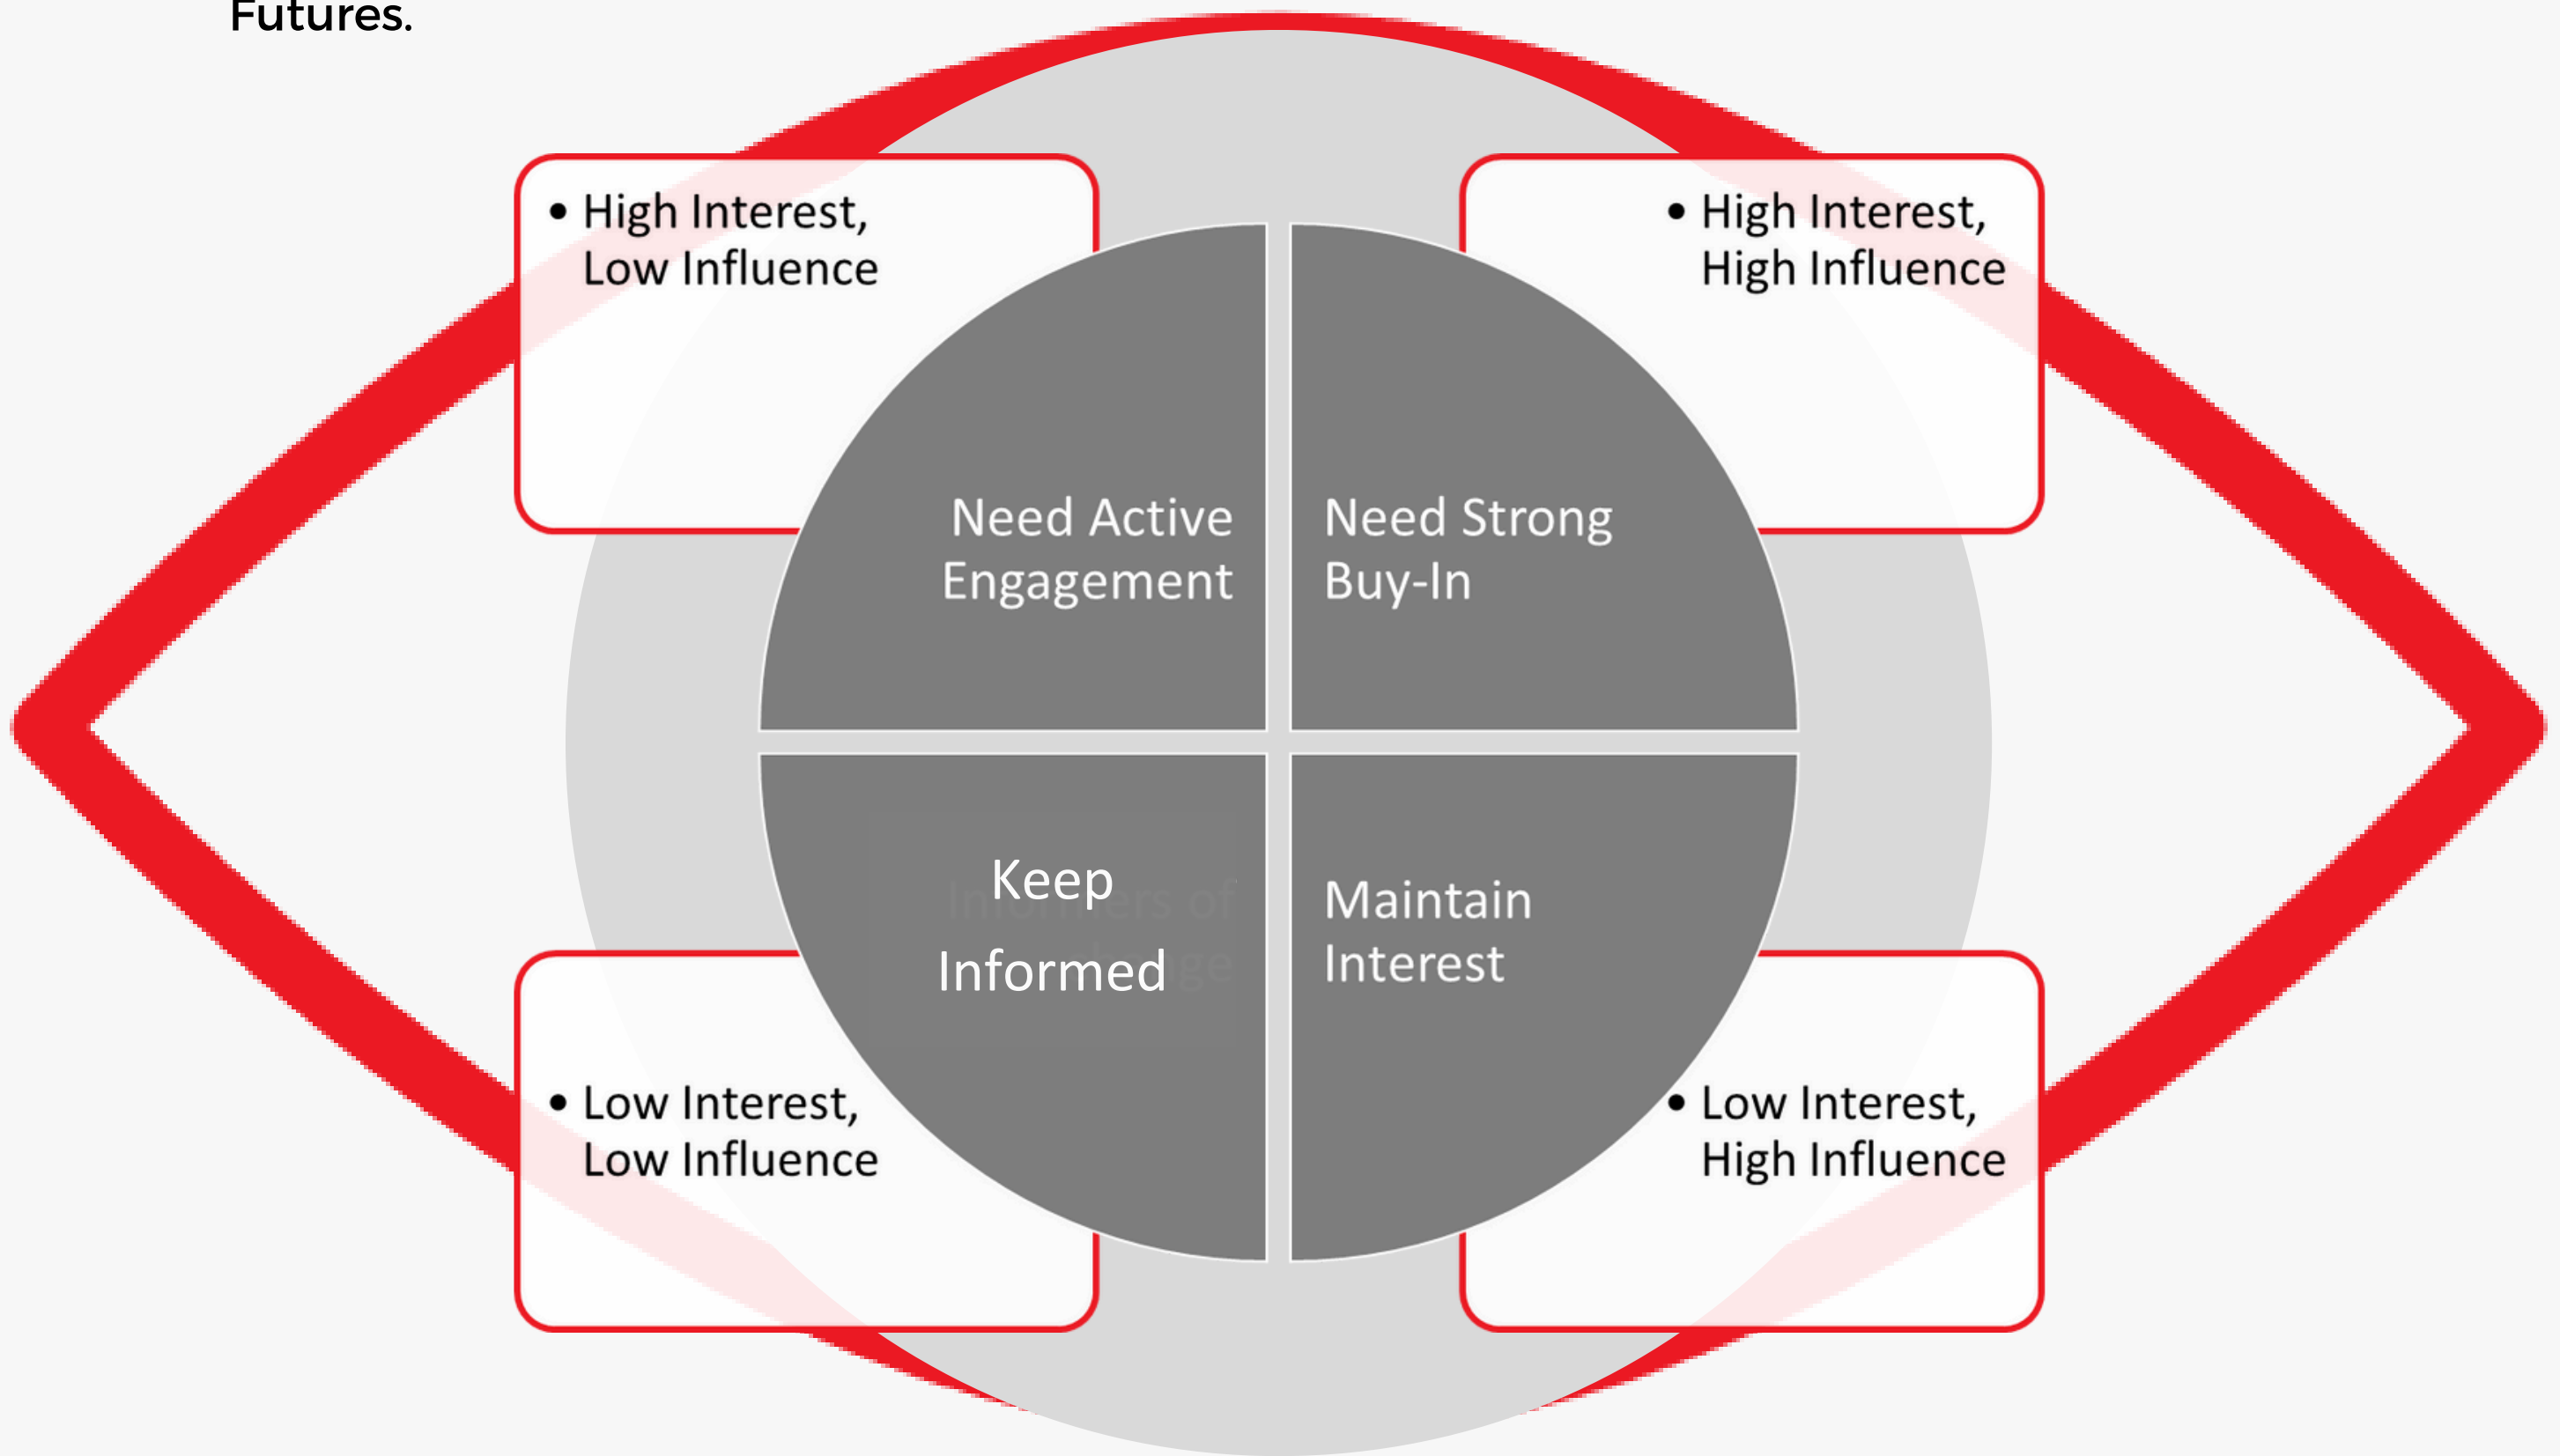 Futures.
• High Interest,
Low Influence
• High Interest,
High Influence
Need Active
Engagement
Need Strong
Buy-In
Keep
Informed
Maintain
Interest
• Low Interest,
Low Influence
• Low Interest,
High Influence